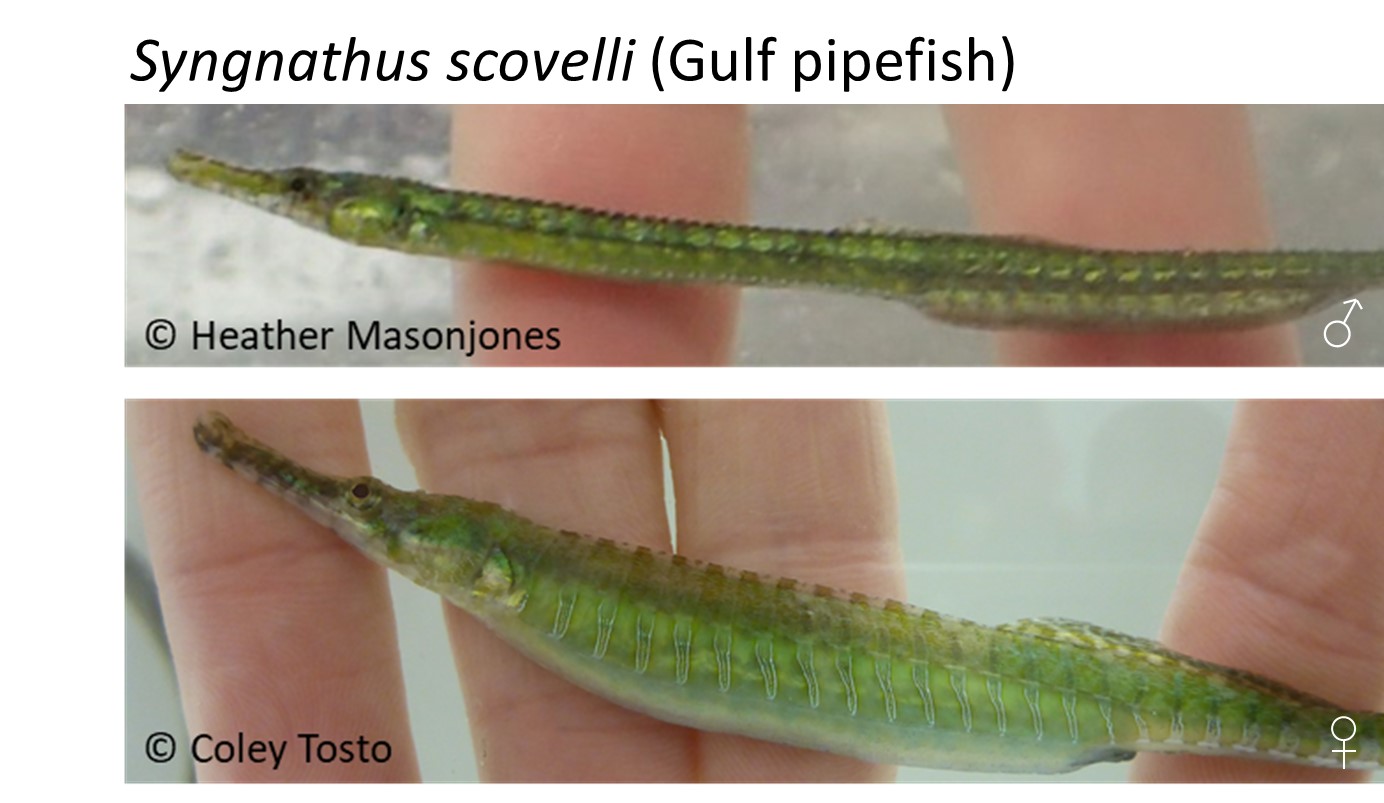 Syngnathus scovelli (Gulf pipefish)
© Heather Masonjones
♂
© Coley Tosto
♀